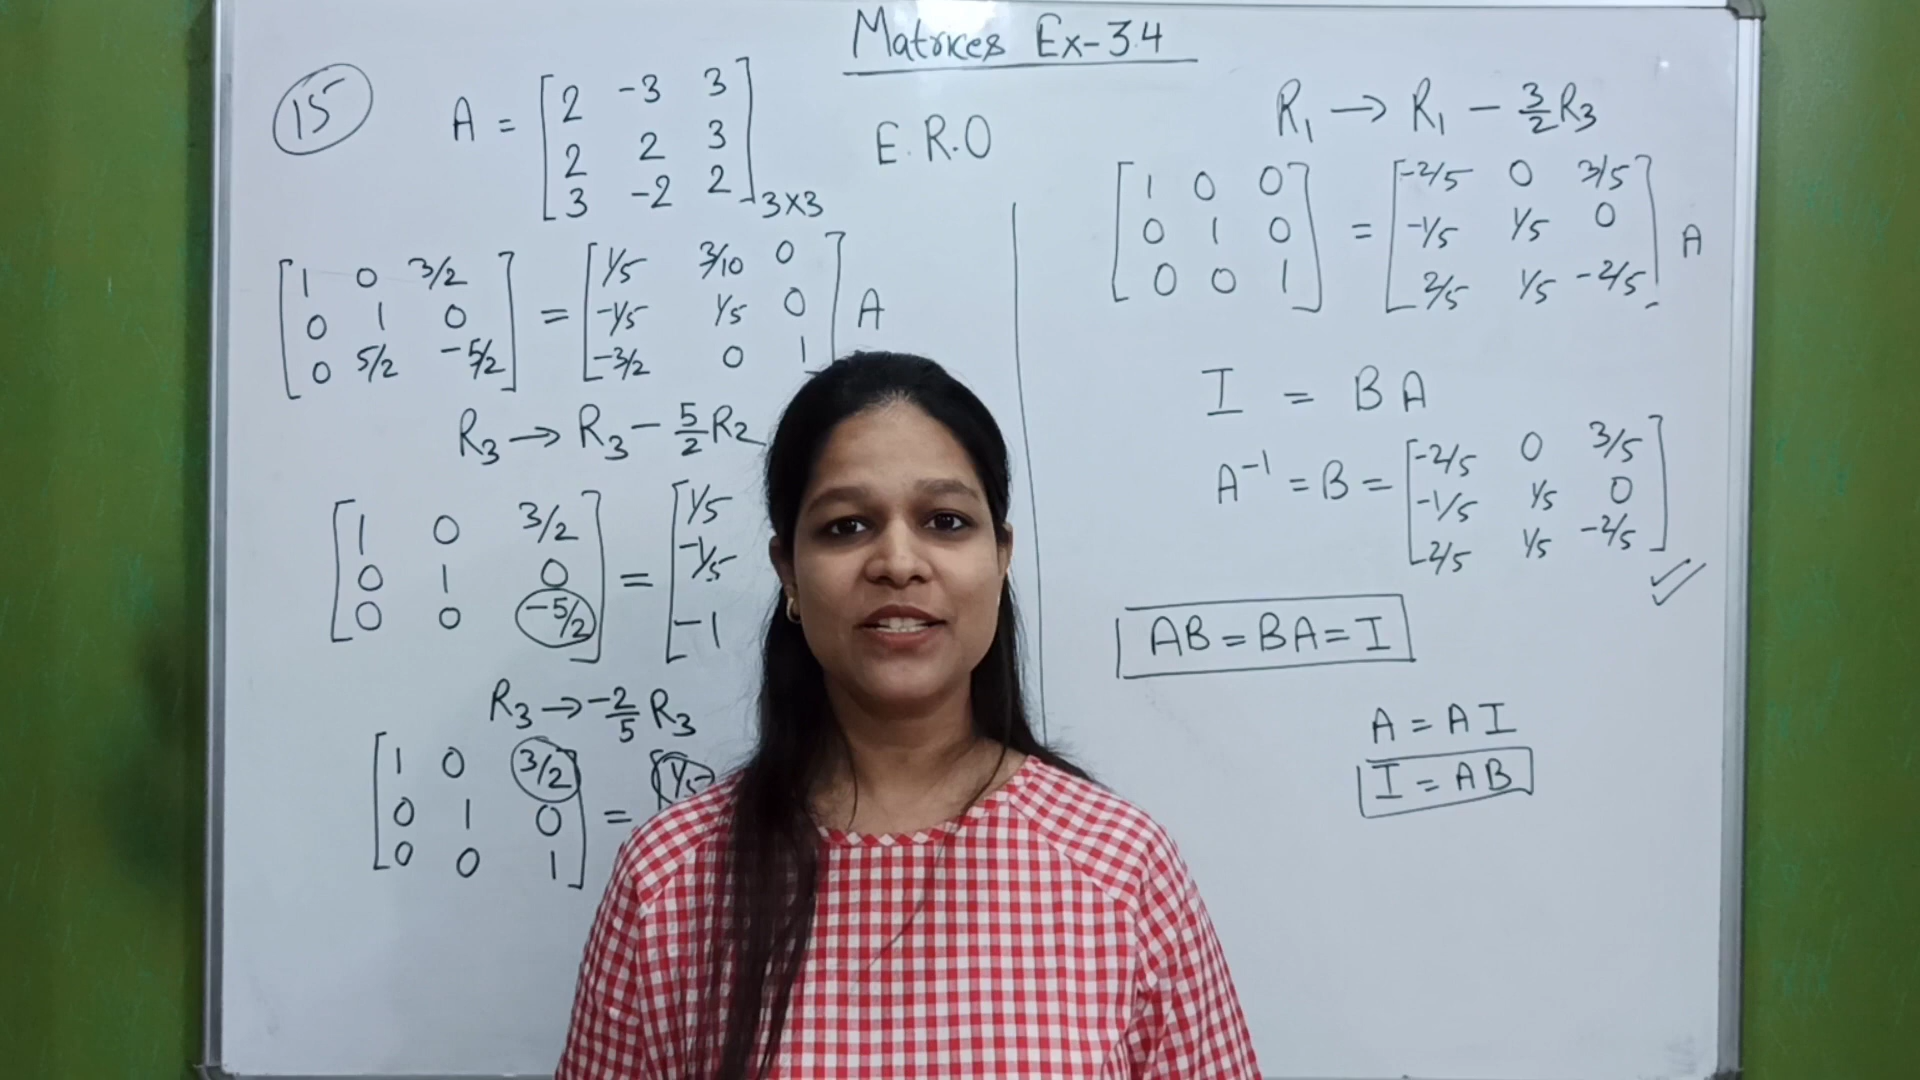 Matrices Ex-3.4
15
A = [2 -3 3
2 2 3
3 -2 2] 3×3
E.R.O
[1 0 3/2
0 1 0
0 5/2 -5/2] = [1/5 3/10 0
-1/5 1/5 0
-3/2 0 1] A
R3 → R3 - 5/2 R2
[1 0 3/2
0 1 0
0 0 -5/2] = [1/5
-1/5
-1
R3 → -2/5 R3
[1 0 3/2
0 1 0
0 0 1] = [1/5
R1 → R1 - 3/2 R3
[1 0 0
0 1 0
0 0 1] = [-2/5 0 3/5
-1/5 1/5 0
2/5 1/5 -2/5] A
I = BA
A⁻¹ = B = [-2/5 0 3/5
-1/5 1/5 0
2/5 1/5 -2/5]
AB = BA = I
A = AI
I = AB